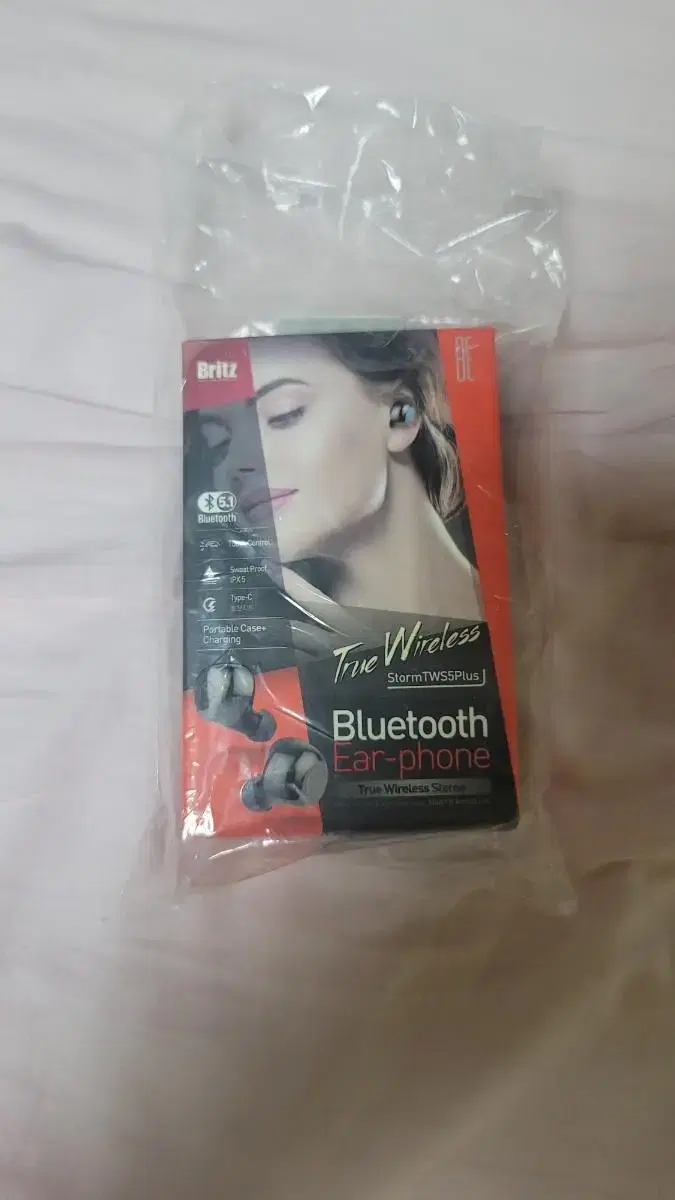 Britz
BE
5.1
Bluetooth
Touch Control
Sweat Proof
IPX5
Type-C
Portable Case+
Charging
True Wireless
StormTWS5Plus
Bluetooth
Ear-phone
True Wireless Stereo